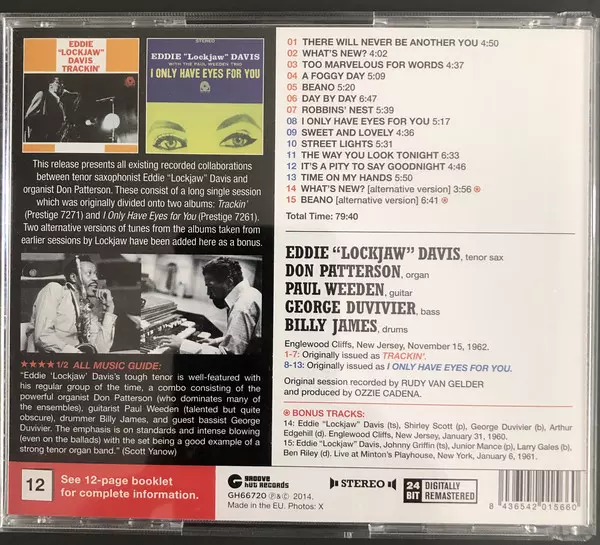 EDDIE
"LOCKJAW"
DAVIS
TRACKIN'
STEREO
EDDIE "Lockjaw" DAVIS
WITH THE PAUL WEEDEN TRIO
I ONLY HAVE EYES FOR YOU
This release presents all existing recorded collaborations
between tenor saxophonist Eddie "Lockjaw" Davis and
organist Don Patterson. These consist of a long single session
which was originally divided onto two albums: Trackin'
(Prestige 7271) and I Only Have Eyes for You (Prestige 7261).
Two alternative versions of tunes from the albums taken from
earlier sessions by Lockjaw have been added here as a bonus.
★★★★1/2 ALL MUSIC GUIDE:
"Eddie 'Lockjaw' Davis's tough tenor is well-featured with
his regular group of the time, a combo consisting of the
powerful organist Don Patterson (who dominates many of
the ensembles), guitarist Paul Weeden (talented but quite
obscure), drummer Billy James, and guest bassist George
Duvivier. The emphasis is on standards and intense blowing
(even on the ballads) with the set being a good example of a
strong tenor organ band." (Scott Yanow)
01 THERE WILL NEVER BE ANOTHER YOU 4:50
02 WHAT'S NEW? 4:02
03 TOO MARVELOUS FOR WORDS 4:37
04 A FOGGY DAY 5:09
05 BEANO 5:20
06 DAY BY DAY 6:47
07 ROBBINS' NEST 5:39
08 I ONLY HAVE EYES FOR YOU 5:17
09 SWEET AND LOVELY 4:36
10 STREET LIGHTS 5:31
11 THE WAY YOU LOOK TONIGHT 6:33
12 IT'S A PITY TO SAY GOODNIGHT 4:46
13 TIME ON MY HANDS 5:50
14 WHAT'S NEW? [alternative version] 3:56
15 BEANO [alternative version] 6:41
Total Time: 79:40
EDDIE "LOCKJAW" DAVIS, tenor sax
DON PATTERSON, organ
PAUL WEEDEN, guitar
GEORGE DUVIVIER, bass
BILLY JAMES, drums
Englewood Cliffs, New Jersey, November 15, 1962.
1-7: Originally issued as TRACKIN'.
8-13: Originally issued as I ONLY HAVE EYES FOR YOU.
Original session recorded by RUDY VAN GELDER
and produced by OZZIE CADENA.
BONUS TRACKS:
14: Eddie "Lockjaw" Davis (ts), Shirley Scott (p), George Duvivier (b), Arthur
Edgehill (d). Englewood Cliffs, New Jersey, January 31, 1960.
15: Eddie "Lockjaw" Davis, Johnny Griffin (ts), Junior Mance (p), Larry Gales (b),
Ben Riley (d). Live at Minton's Playhouse, New York, January 6, 1961.
12
See 12-page booklet
for complete information.
GROOVE
HUT RECORDS
GH66720 ℗&© 2014.
Made in the EU. Photos: X
STEREO
24
BIT
DIGITALLY
REMASTERED
8 436542 015660